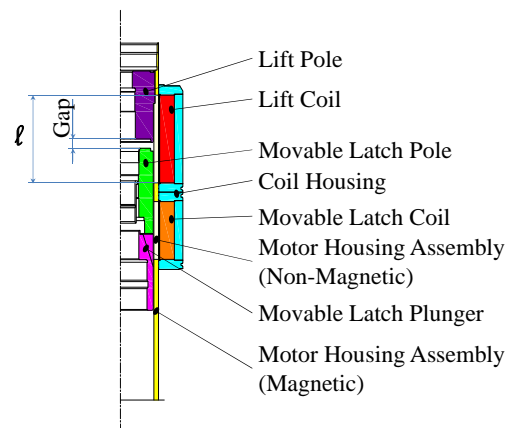 Lift Pole
Lift Coil
Gap
ℓ
Movable Latch Pole
Coil Housing
Movable Latch Coil
Motor Housing Assembly
(Non-Magnetic)
Movable Latch Plunger
Motor Housing Assembly
(Magnetic)